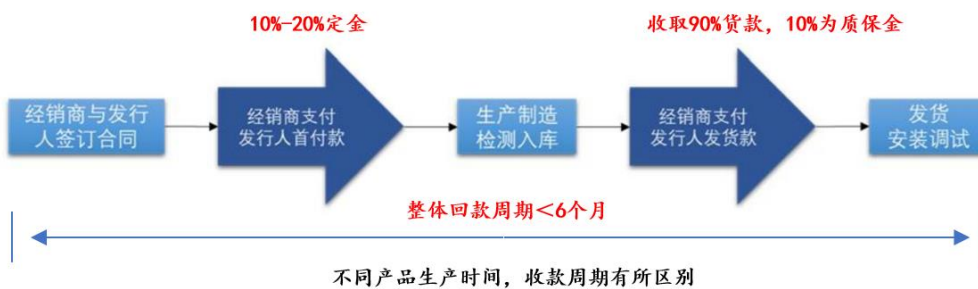 10%-20%定金
收取90%货款，10%为质保金
经销商与发行
人签订合同
经销商支付
发行人首付款
生产制造
检测入库
经销商支付
发行人发货款
发货
安装调试
整体回款周期＜6个月
不同产品生产时间，收款周期有所区别